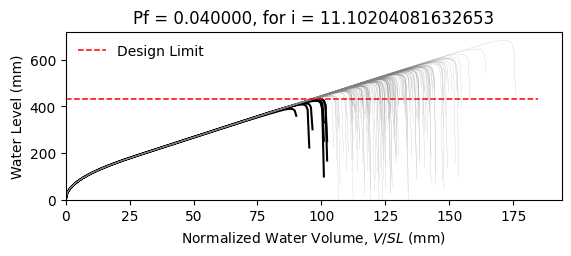 Pf = 0.040000, for i = 11.10204081632653
Water Level (mm)
600
400
200
0
Design Limit
0 25 50 75 100 125 150 175
Normalized Water Volume, V/SL (mm)